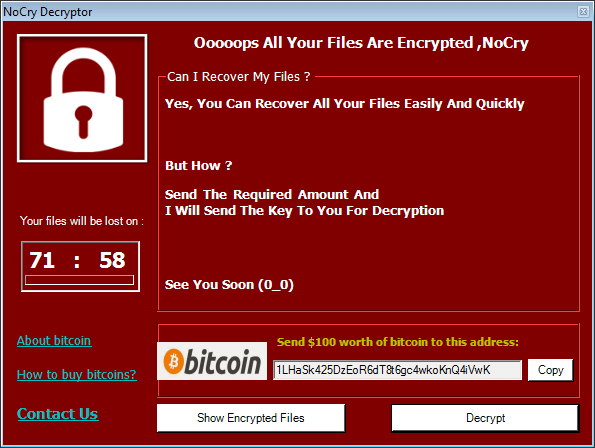 NoCry Decryptor
Ooooops All Your Files Are Encrypted ,NoCry
Can I Recover My Files ?
Yes, You Can Recover All Your Files Easily And Quickly
But How ?
Send The Required Amount And
I Will Send The Key To You For Decryption
See You Soon (0_0)
Your files will be lost on :
71 : 58
About bitcoin
How to buy bitcoins?
Contact Us
bitcoin
Send $100 worth of bitcoin to this address:
1LHaSk425DzEoR6dT8t6gc4wkoKnQ4iVwK
Copy
Show Encrypted Files
Decrypt